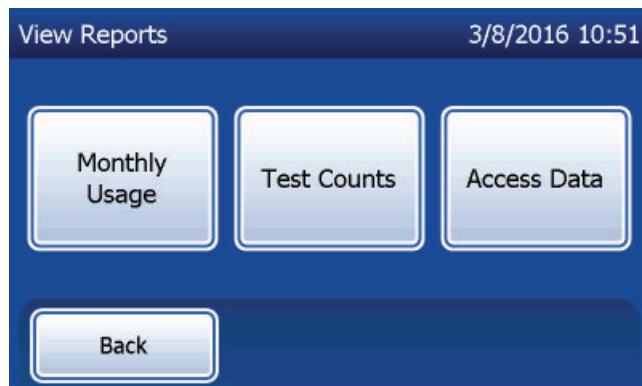 View Reports 3/8/2016 10:51
Monthly
Usage
Test Counts
Access Data
Back